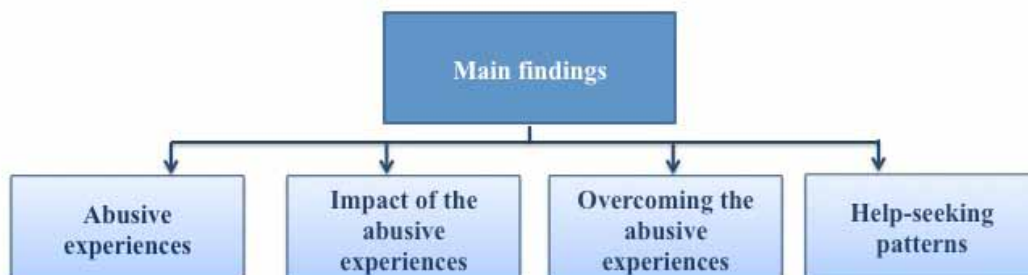 Main findings
Abusive
experiences
Impact of the
abusive
experiences
Overcoming the
abusive
experiences
Help-seeking
patterns